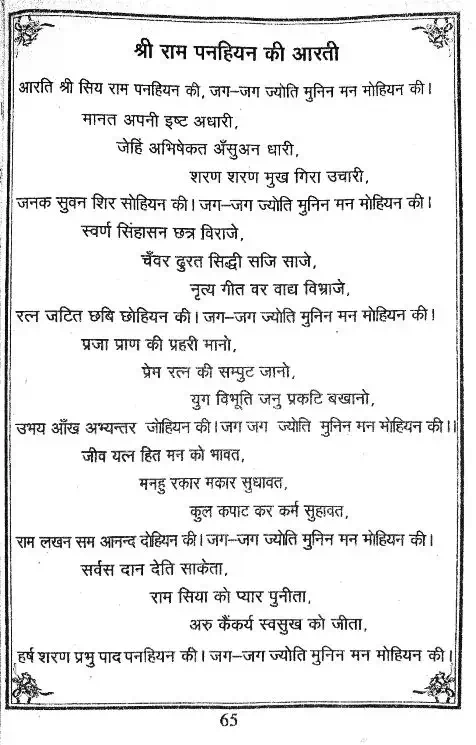 श्री राम पनहियन की आरती
आरति श्री सिय राम पनहियन की, जग–जग ज्योति मुनिन मन मोहियन की।
मानत अपनी इष्ट अधारी,
जेहिं अभिषेकत अँसुअन धारी,
शरण शरण मुख गिरा उचारी,
जनक सुवन शिर सोहियन की। जग–जग ज्योति मुनिन मन मोहियन की।
स्वर्ण सिंहासन छत्र विराजे,
चँवर ढुरत सिद्धी सजि साजे,
नृत्य गीत वर वाद्य विभ्राजे,
रत्न जटित छबि छोहियन की। जग–जग ज्योति मुनिन मन मोहियन की।
प्रजा प्राण की प्रहरी मानो,
प्रेम रत्न की सम्पुट जानो,
युग विभूति जनु प्रकटि बखानो,
उभय आँख अभ्यन्तर जोहियन की। जग जग ज्योति मुनिन मन मोहियन की।।
जीव यत्न हित मन को भावत,
मनहु रकार मकार सुधावत,
कुल कपाट कर कर्म सुहावत,
राम लखन सम आनन्द दोहियन की। जग–जग ज्योति मुनिन मन मोहियन की।
सर्वस दान देति साकेता,
राम सिया को प्यार पुनीता,
अरु कैंकर्य स्वसुख को जीता,
हर्ष शरण प्रभु पाद पनहियन की। जग–जग ज्योति मुनिन मन मोहियन की।
65